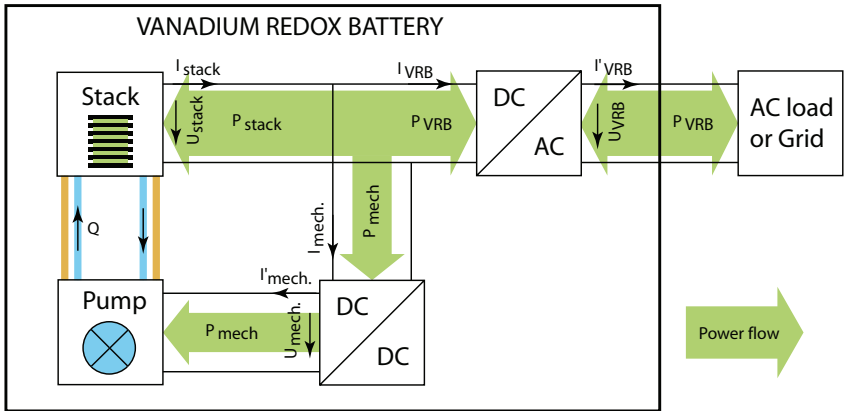 VANADIUM REDOX BATTERY
I stack
I VRB
I'VRB
Stack
U stack
P stack
P VRB
DC
AC
U VRB
P VRB
AC load
or Grid
Q
I mech.
P mech
Pump
I'mech.
P mech
U mech.
DC
DC
Power flow